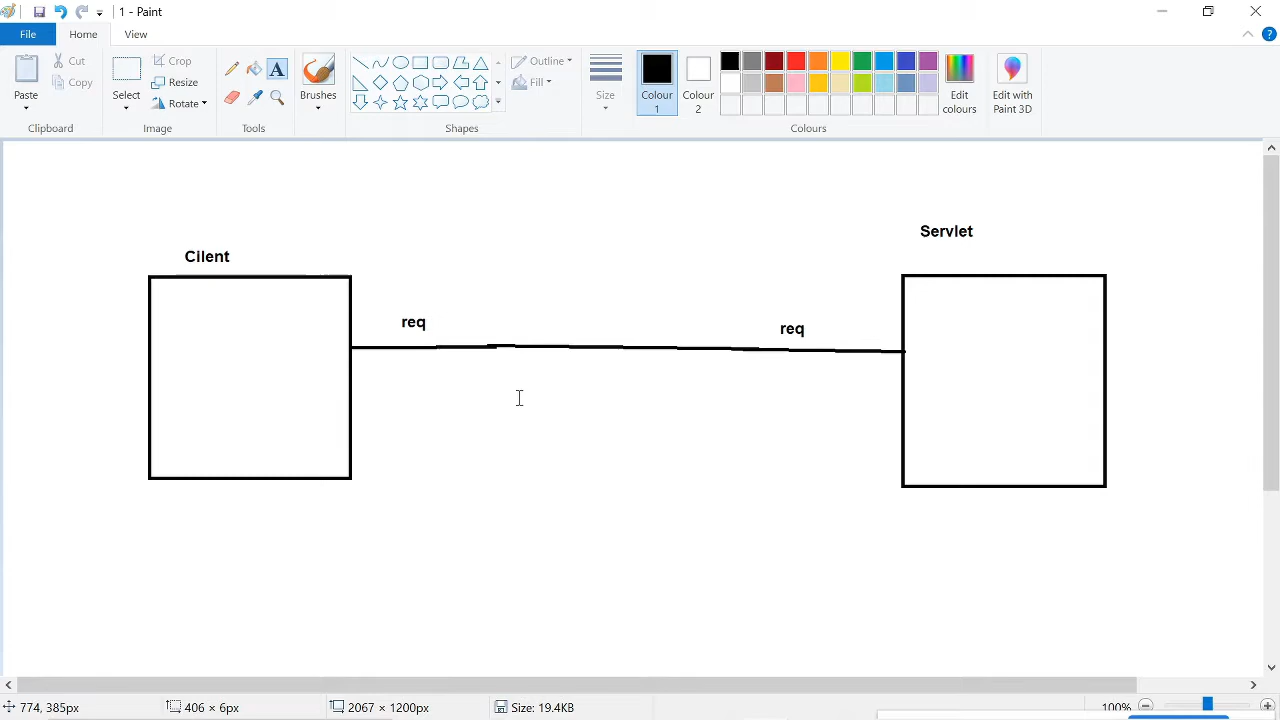 1 - Paint
File
Home
View
Paste
Cut
Copy
Clipboard
Select
Crop
Resize
Rotate
Image
A
Tools
Brushes
Shapes
Outline
Fill
Size
Colour
1
Colour
2
Edit
colours
Colours
Edit with
Paint 3D
?
Cilent
Servlet
req
req
774, 385px
406 × 6px
2067 × 1200px
Size: 19.4KB
100%